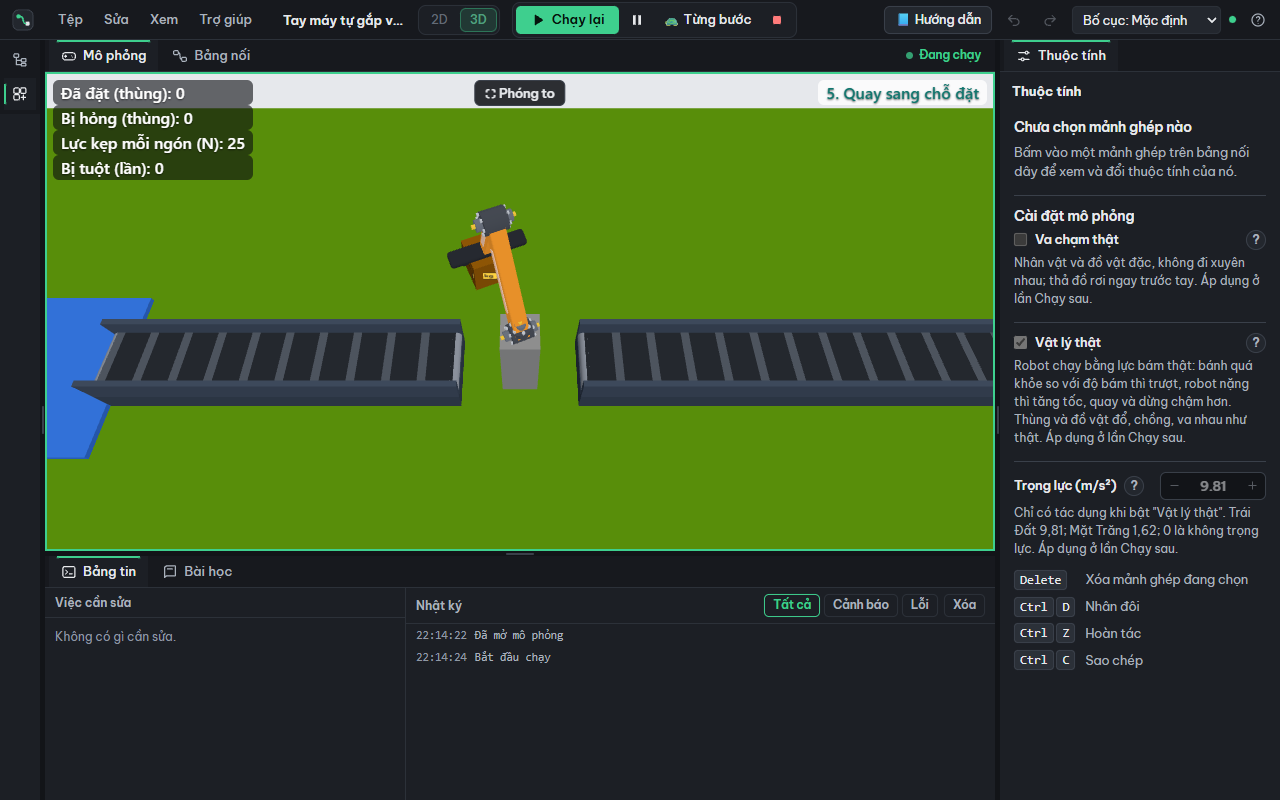 Tệp Sửa Xem Trợ giúp Tay máy tự gắp v... 2D 3D Chạy lại Từng bước Hướng dẫn Bố cục: Mặc định
Mô phỏng Bảng nối Đang chạy Thuộc tính
Đã đặt (thùng): 0
Bị hỏng (thùng): 0
Lực kẹp mỗi ngón (N): 25
Bị tuột (lần): 0
Phóng to
5. Quay sang chỗ đặt
Thuộc tính
Chưa chọn mảnh ghép nào
Bấm vào một mảnh ghép trên bảng nối
dây để xem và đổi thuộc tính của nó.
Cài đặt mô phỏng
Va chạm thật ?
Nhân vật và đồ vật đặc, không đi xuyên
nhau; thả đồ rơi ngay trước tay. Áp dụng ở
lần Chạy sau.
Vật lý thật ?
Robot chạy bằng lực bám thật: bánh quá
khỏe so với độ bám thì trượt, robot nặng
thì tăng tốc, quay và dừng chậm hơn.
Thùng và đồ vật đổ, chồng, va nhau như
thật. Áp dụng ở lần Chạy sau.
Trọng lực (m/s²) ? − 9.81 +
Chỉ có tác dụng khi bật "Vật lý thật". Trái
Đất 9,81; Mặt Trăng 1,62; 0 là không trọng
lực. Áp dụng ở lần Chạy sau.
Delete Xóa mảnh ghép đang chọn
Ctrl D Nhân đôi
Ctrl Z Hoàn tác
Ctrl C Sao chép
Bảng tin Bài học
Việc cần sửa
Không có gì cần sửa.
Nhật ký Tất cả Cảnh báo Lỗi Xóa
22:14:22 Đã mở mô phỏng
22:14:24 Bắt đầu chạy